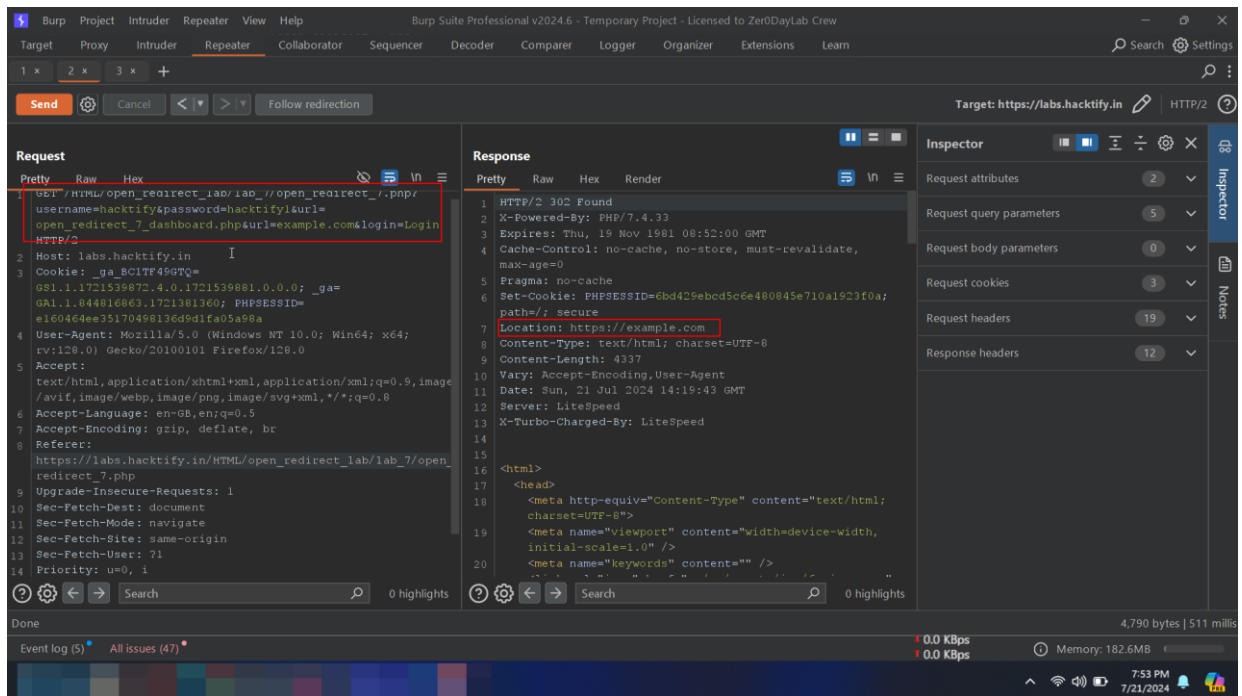 Burp Project Intruder Repeater View Help Burp Suite Professional v2024.6 - Temporary Project - Licensed to Zer0DayLab Crew
Target Proxy Intruder Repeater Collaborator Sequencer Decoder Comparer Logger Organizer Extensions Learn Search Settings
1 × 2 × 3 × +
Send Cancel < > Follow redirection Target: https://labs.hacktify.in HTTP/2
Request
Pretty Raw Hex \n
1 GET /HTML/open_redirect_lab/lab_7/open_redirect_7.php?
username=hacktify&password=hacktify1&url=
open_redirect_7_dashboard.php&url=example.com&login=Login
HTTP/2
2 Host: labs.hacktify.in
3 Cookie: _ga_BC1TF49GTQ=
GS1.1.1721539872.4.0.1721539881.0.0.0; _ga=
GA1.1.844816863.1721381360; PHPSESSID=
e160464ee35170498136d9d1fa05a98a
4 User-Agent: Mozilla/5.0 (Windows NT 10.0; Win64; x64;
rv:128.0) Gecko/20100101 Firefox/128.0
5 Accept:
text/html,application/xhtml+xml,application/xml;q=0.9,image
/avif,image/webp,image/png,image/svg+xml,*/*;q=0.8
6 Accept-Language: en-GB,en;q=0.5
7 Accept-Encoding: gzip, deflate, br
8 Referer:
https://labs.hacktify.in/HTML/open_redirect_lab/lab_7/open_
redirect_7.php
9 Upgrade-Insecure-Requests: 1
10 Sec-Fetch-Dest: document
11 Sec-Fetch-Mode: navigate
12 Sec-Fetch-Site: same-origin
13 Sec-Fetch-User: ?1
14 Priority: u=0, i
Search 0 highlights
Response
Pretty Raw Hex Render \n
1 HTTP/2 302 Found
2 X-Powered-By: PHP/7.4.33
3 Expires: Thu, 19 Nov 1981 08:52:00 GMT
4 Cache-Control: no-cache, no-store, must-revalidate,
max-age=0
5 Pragma: no-cache
6 Set-Cookie: PHPSESSID=6bd429ebcd5c6e480845e710a1923f0a;
path=/; secure
7 Location: https://example.com
8 Content-Type: text/html; charset=UTF-8
9 Content-Length: 4337
10 Vary: Accept-Encoding,User-Agent
11 Date: Sun, 21 Jul 2024 14:19:43 GMT
12 Server: LiteSpeed
13 X-Turbo-Charged-By: LiteSpeed
14
15
16 <html>
17 <head>
18 <meta http-equiv="Content-Type" content="text/html;
charset=UTF-8">
19 <meta name="viewport" content="width=device-width,
initial-scale=1.0" />
20 <meta name="keywords" content="" />
Search 0 highlights
Inspector
Request attributes 2
Request query parameters 5
Request body parameters 0
Request cookies 3
Request headers 19
Response headers 12
Inspector
Notes
Done 4,790 bytes | 511 millis
Event log (5) All issues (47) 0.0 KBps Memory: 182.6MB
0.0 KBps
7:53 PM
7/21/2024
PRE